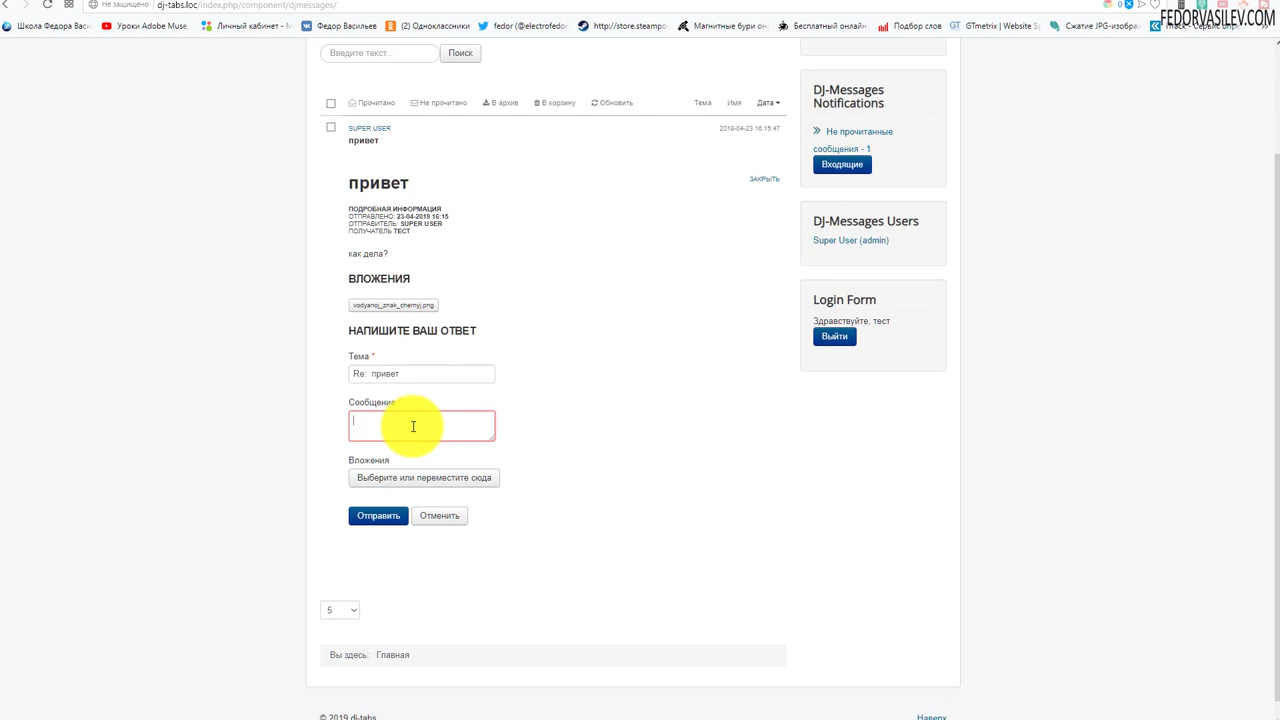 Не защищено dj-tabs.loc/index.php/component/djmessages/
FEDORVASILEV.COM
Школа Федора Васи Уроки Adobe Muse, Личный кабинет - М Федор Васильев (2) Одноклассники fedor (@electrofedor http://store.steampo Магнитные бури он Бесплатный онлайн Подбор слов GTmetrix | Website S Сжатие JPG-изображ
Введите текст... Поиск
Прочитано Не прочитано В архив В корзину Обновить Тема Имя Дата
SUPER USER 2019-04-23 16:15:47
привет
привет ЗАКРЫТЬ
ПОДРОБНАЯ ИНФОРМАЦИЯ
ОТПРАВЛЕНО: 23-04-2019 16:15
ОТПРАВИТЕЛЬ: SUPER USER
ПОЛУЧАТЕЛЬ ТЕСТ
как дела?
ВЛОЖЕНИЯ
vodyanoj_znak_chernyj.png
НАПИШИТЕ ВАШ ОТВЕТ
Тема *
Re: привет
Сообщение *
Вложения
Выберите или переместите сюда
Отправить Отменить
5
Вы здесь: Главная
DJ-Messages
Notifications
Не прочитанные
сообщения - 1
Входящие
DJ-Messages Users
Super User (admin)
Login Form
Здравствуйте, тест
Выйти
© 2019 dj-tabs Наверх